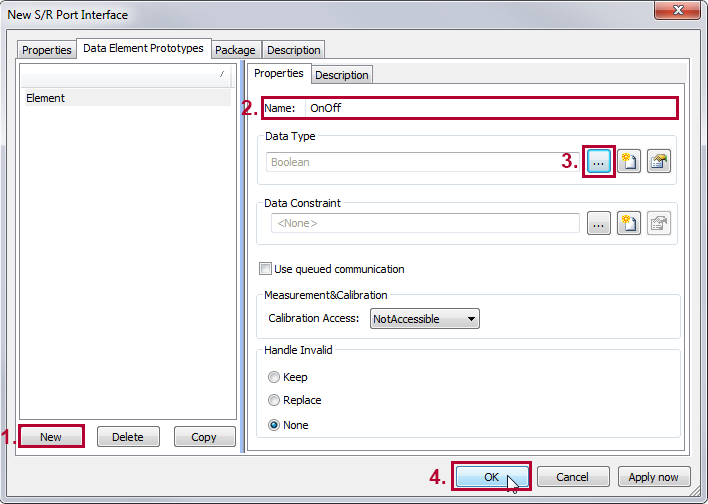 New S/R Port Interface
Properties
Data Element Prototypes
Package
Description
Element
Properties
Description
2.
Name:
OnOff
Data Type
Boolean
3.
...
Data Constraint
<None>
...
Use queued communication
Measurement&Calibration
Calibration Access:
NotAccessible
Handle Invalid
Keep
Replace
None
1.
New
Delete
Copy
4.
OK
Cancel
Apply now